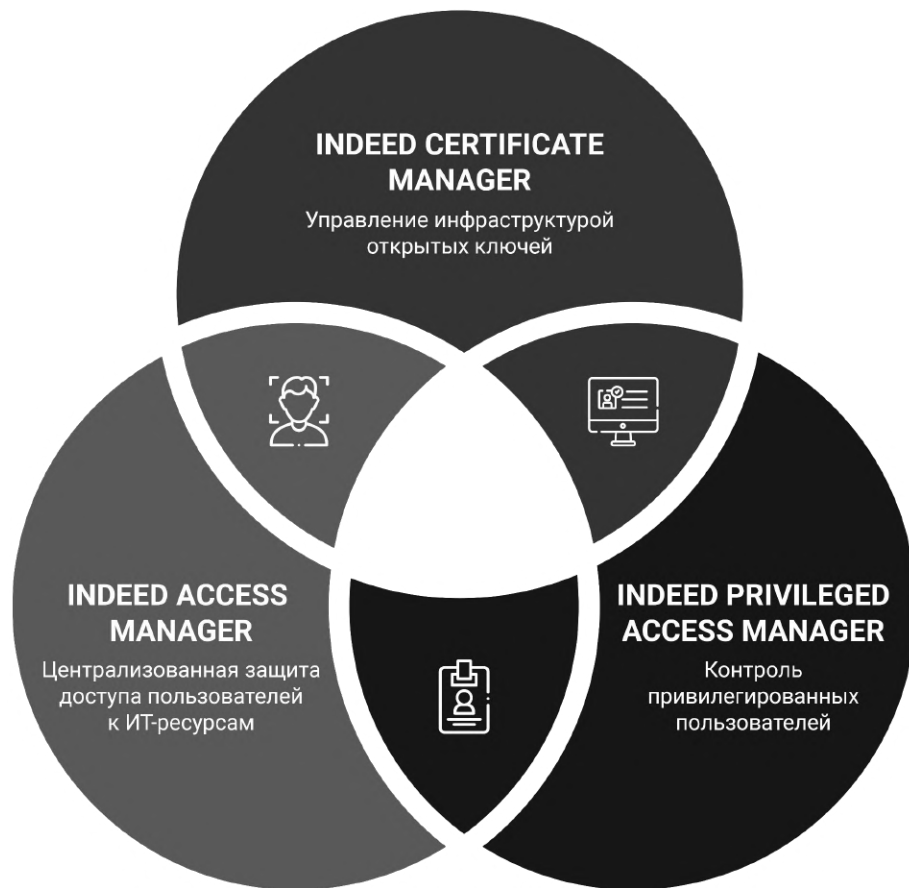 INDEED CERTIFICATE
MANAGER
Управление инфраструктурой
открытых ключей
INDEED ACCESS
MANAGER
Централизованная защита
доступа пользователей
к ИТ-ресурсам
INDEED PRIVILEGED
ACCESS MANAGER
Контроль
привилегированных
пользователей